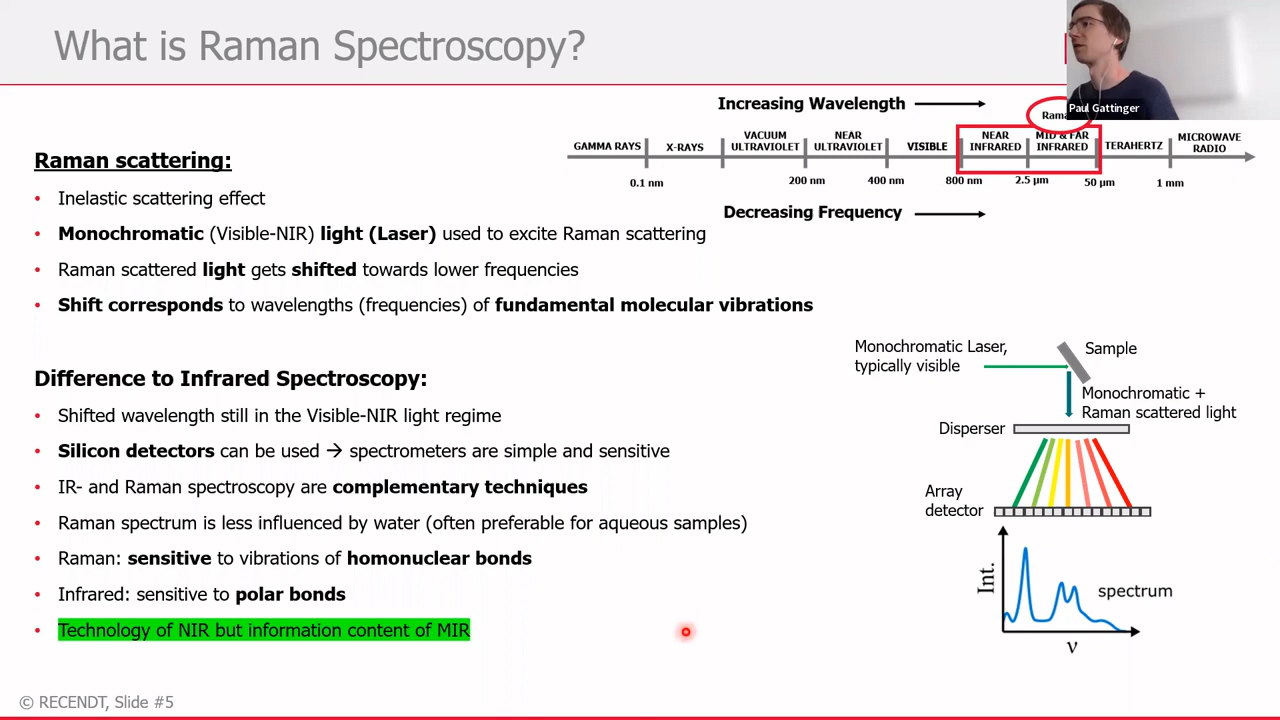 What is Raman Spectroscopy?
Paul Gattinger
Increasing Wavelength
GAMMA RAYS
X-RAYS
VACUUM
ULTRAVIOLET
NEAR
ULTRAVIOLET
VISIBLE
NEAR
INFRARED
MID & FAR
INFRARED
TERAHERTZ
MICROWAVE
RADIO
0.1 nm
200 nm
400 nm
800 nm
2.5 µm
50 µm
1 mm
Decreasing Frequency
Raman scattering:
• Inelastic scattering effect
• Monochromatic (Visible-NIR) light (Laser) used to excite Raman scattering
• Raman scattered light gets shifted towards lower frequencies
• Shift corresponds to wavelengths (frequencies) of fundamental molecular vibrations
Difference to Infrared Spectroscopy:
• Shifted wavelength still in the Visible-NIR light regime
• Silicon detectors can be used → spectrometers are simple and sensitive
• IR- and Raman spectroscopy are complementary techniques
• Raman spectrum is less influenced by water (often preferable for aqueous samples)
• Raman: sensitive to vibrations of homonuclear bonds
• Infrared: sensitive to polar bonds
• Technology of NIR but information content of MIR
Monochromatic Laser,
typically visible
Sample
Monochromatic +
Raman scattered light
Disperser
Array
detector
Int.
spectrum
ν
© RECENDT, Slide #5